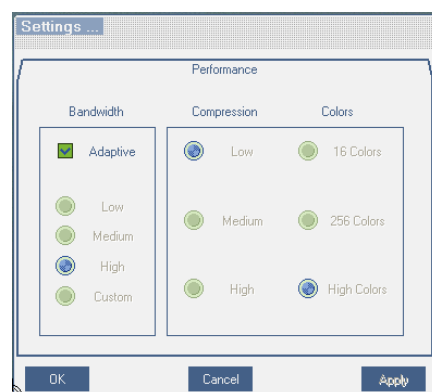 Settings ...
Performance
Bandwidth Compression Colors
Adaptive Low 16 Colors
Low
Medium 256 Colors
Medium
High
High High Colors
Custom
OK Cancel Apply